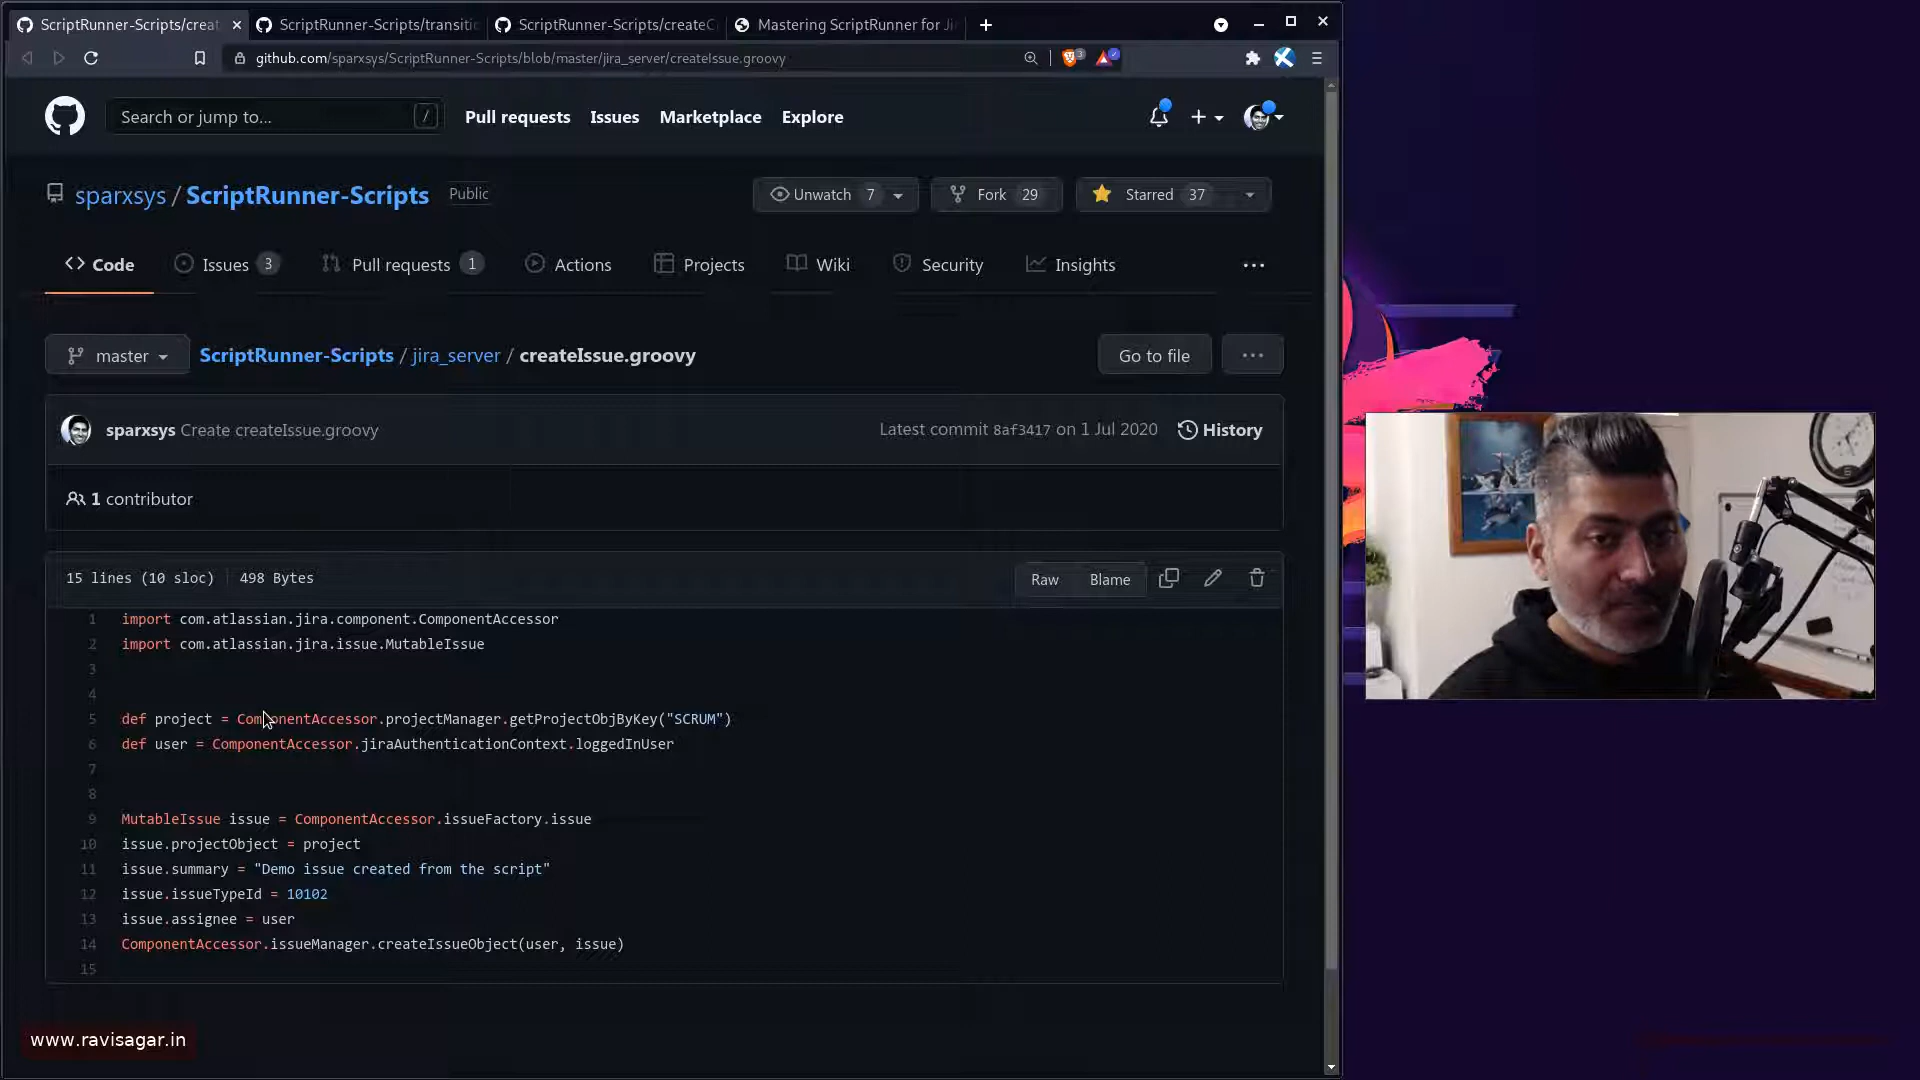 ScriptRunner-Scripts/creat
ScriptRunner-Scripts/transiti
ScriptRunner-Scripts/createC
Mastering ScriptRunner for Ji
github.com/sparxsys/ScriptRunner-Scripts/blob/master/jira_server/createIssue.groovy
Search or jump to...
/
Pull requests
Issues
Marketplace
Explore
sparxsys / ScriptRunner-Scripts
Public
Unwatch 7
Fork 29
Starred 37
Code
Issues 3
Pull requests 1
Actions
Projects
Wiki
Security
Insights
master
ScriptRunner-Scripts / jira_server / createIssue.groovy
Go to file
sparxsys Create createIssue.groovy
Latest commit 8af3417 on 1 Jul 2020
History
1 contributor
15 lines (10 sloc) 498 Bytes
Raw
Blame
1 import com.atlassian.jira.component.ComponentAccessor
2 import com.atlassian.jira.issue.MutableIssue
3
4
5 def project = ComponentAccessor.projectManager.getProjectObjByKey("SCRUM")
6 def user = ComponentAccessor.jiraAuthenticationContext.loggedInUser
7
8
9 MutableIssue issue = ComponentAccessor.issueFactory.issue
10 issue.projectObject = project
11 issue.summary = "Demo issue created from the script"
12 issue.issueTypeId = 10102
13 issue.assignee = user
14 ComponentAccessor.issueManager.createIssueObject(user, issue)
15
www.ravisagar.in